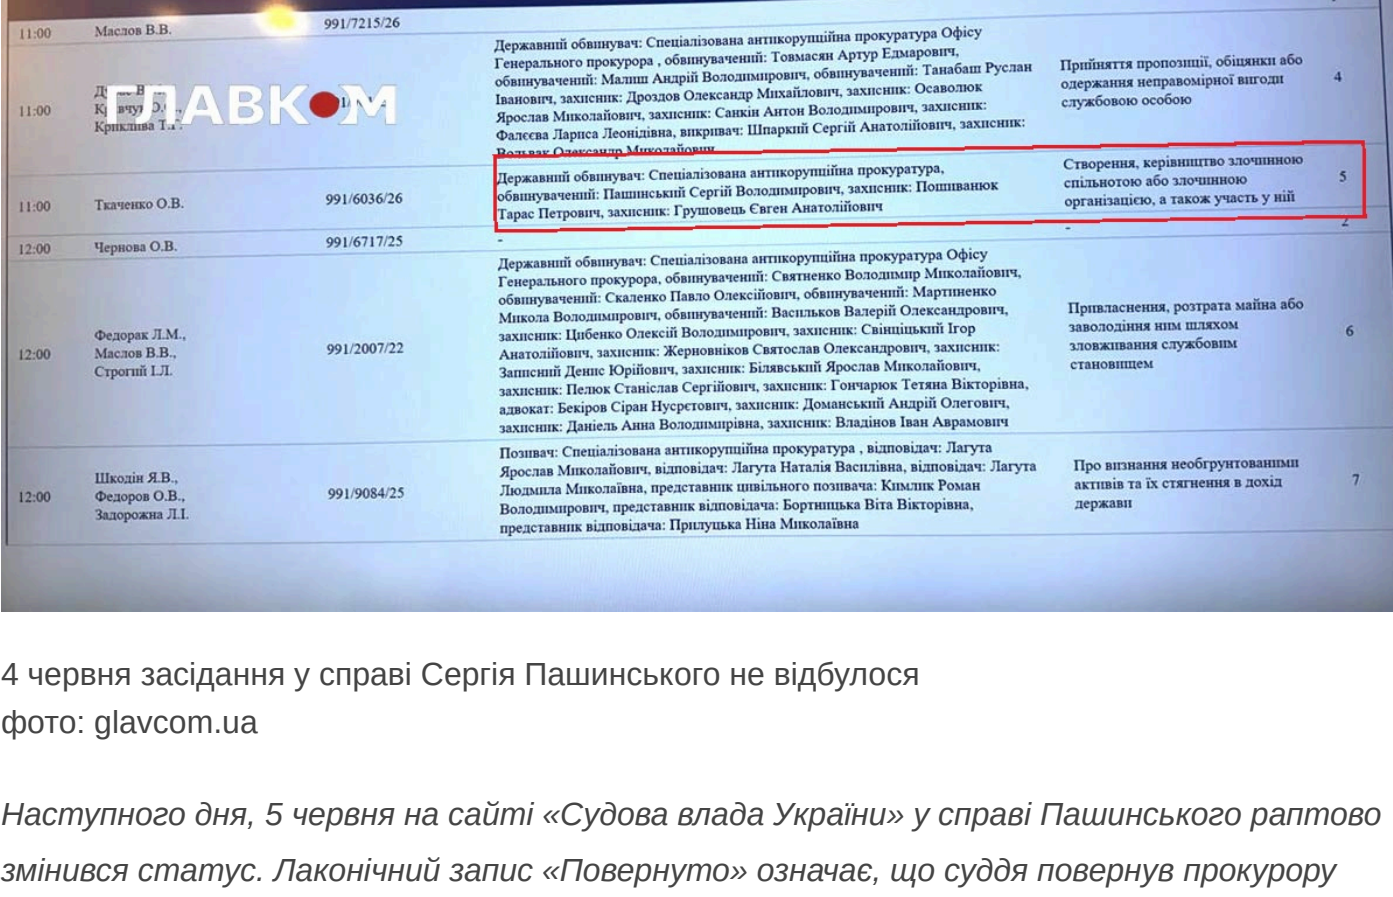 11:00 Маслов В.В. 991/7215/26
Державний обвинувач: Спеціалізована антикорупційна прокуратура Офісу
Генерального прокурора , обвинувачений: Товмасян Артур Едмарович,
обвинувачений: Малиш Андрій Володимирович, обвинувачений: Танабаш Руслан
Іванович, захисник: Дроздов Олександр Михайлович, захисник: Осаволюк
Ярослав Миколайович, захисник: Санкін Антон Володимирович, захисник:
Фалєєва Лариса Леонідівна, викривач: Шпаркий Сергій Анатолійович, захисник:
Вольвак Олександр Миколайович
11:00
Крикліва Т.Г.
ГЛАВКОМ
Прийняття пропозиції, обіцянки або
одержання неправомірної вигоди
службовою особою
4
11:00 Ткаченко О.В. 991/6036/26
Державний обвинувач: Спеціалізована антикорупційна прокуратура,
обвинувачений: Пашинський Сергій Володимирович, захисник: Пошиванюк
Тарас Петрович, захисник: Грушовець Євген Анатолійович
Створення, керівництво злочинною
спільнотою або злочинною
організацією, а також участь у ній
5
12:00 Чернова О.В. 991/6717/25 - - 2
12:00
Федорак Л.М.,
Маслов В.В.,
Строгий І.Л.
991/2007/22
Державний обвинувач: Спеціалізована антикорупційна прокуратура Офісу
Генерального прокурора, обвинувачений: Святненко Володимир Миколайович,
обвинувачений: Скаленко Павло Олексійович, обвинувачений: Мартиненко
Микола Володимирович, обвинувачений: Васильков Валерій Олександрович,
захисник: Цибенко Олексій Володимирович, захисник: Свінціцький Ігор
Анатолійович, захисник: Жерновніков Святослав Олександрович, захисник:
Записний Денис Юрійович, захисник: Білявський Ярослав Миколайович,
захисник: Пелюк Станіслав Сергійович, захисник: Гончарюк Тетяна Вікторівна,
адвокат: Бекіров Сіран Нусретович, захисник: Доманський Андрій Олегович,
захисник: Даніель Анна Володимирівна, захисник: Владінов Іван Аврамович
Привласнення, розтрата майна або
заволодіння ним шляхом
зловживання службовим
становищем
6
12:00
Шкодін Я.В.,
Федоров О.В.,
Задорожна Л.І.
991/9084/25
Позивач: Спеціалізована антикорупційна прокуратура , відповідач: Лагута
Ярослав Миколайович, відповідач: Лагута Наталія Василівна, відповідач: Лагута
Людмила Миколаївна, представник цивільного позивача: Кимлик Роман
Володимирович, представник відповідача: Бортницька Віта Вікторівна,
представник відповідача: Прилуцька Ніна Миколаївна
Про визнання необґрунтованими
активів та їх стягнення в дохід
держави
7
4 червня засідання у справі Сергія Пашинського не відбулося
фото: glavcom.ua
Наступного дня, 5 червня на сайті «Судова влада України» у справі Пашинського раптово
змінився статус. Лаконічний запис «Повернуто» означає, що суддя повернув прокурору